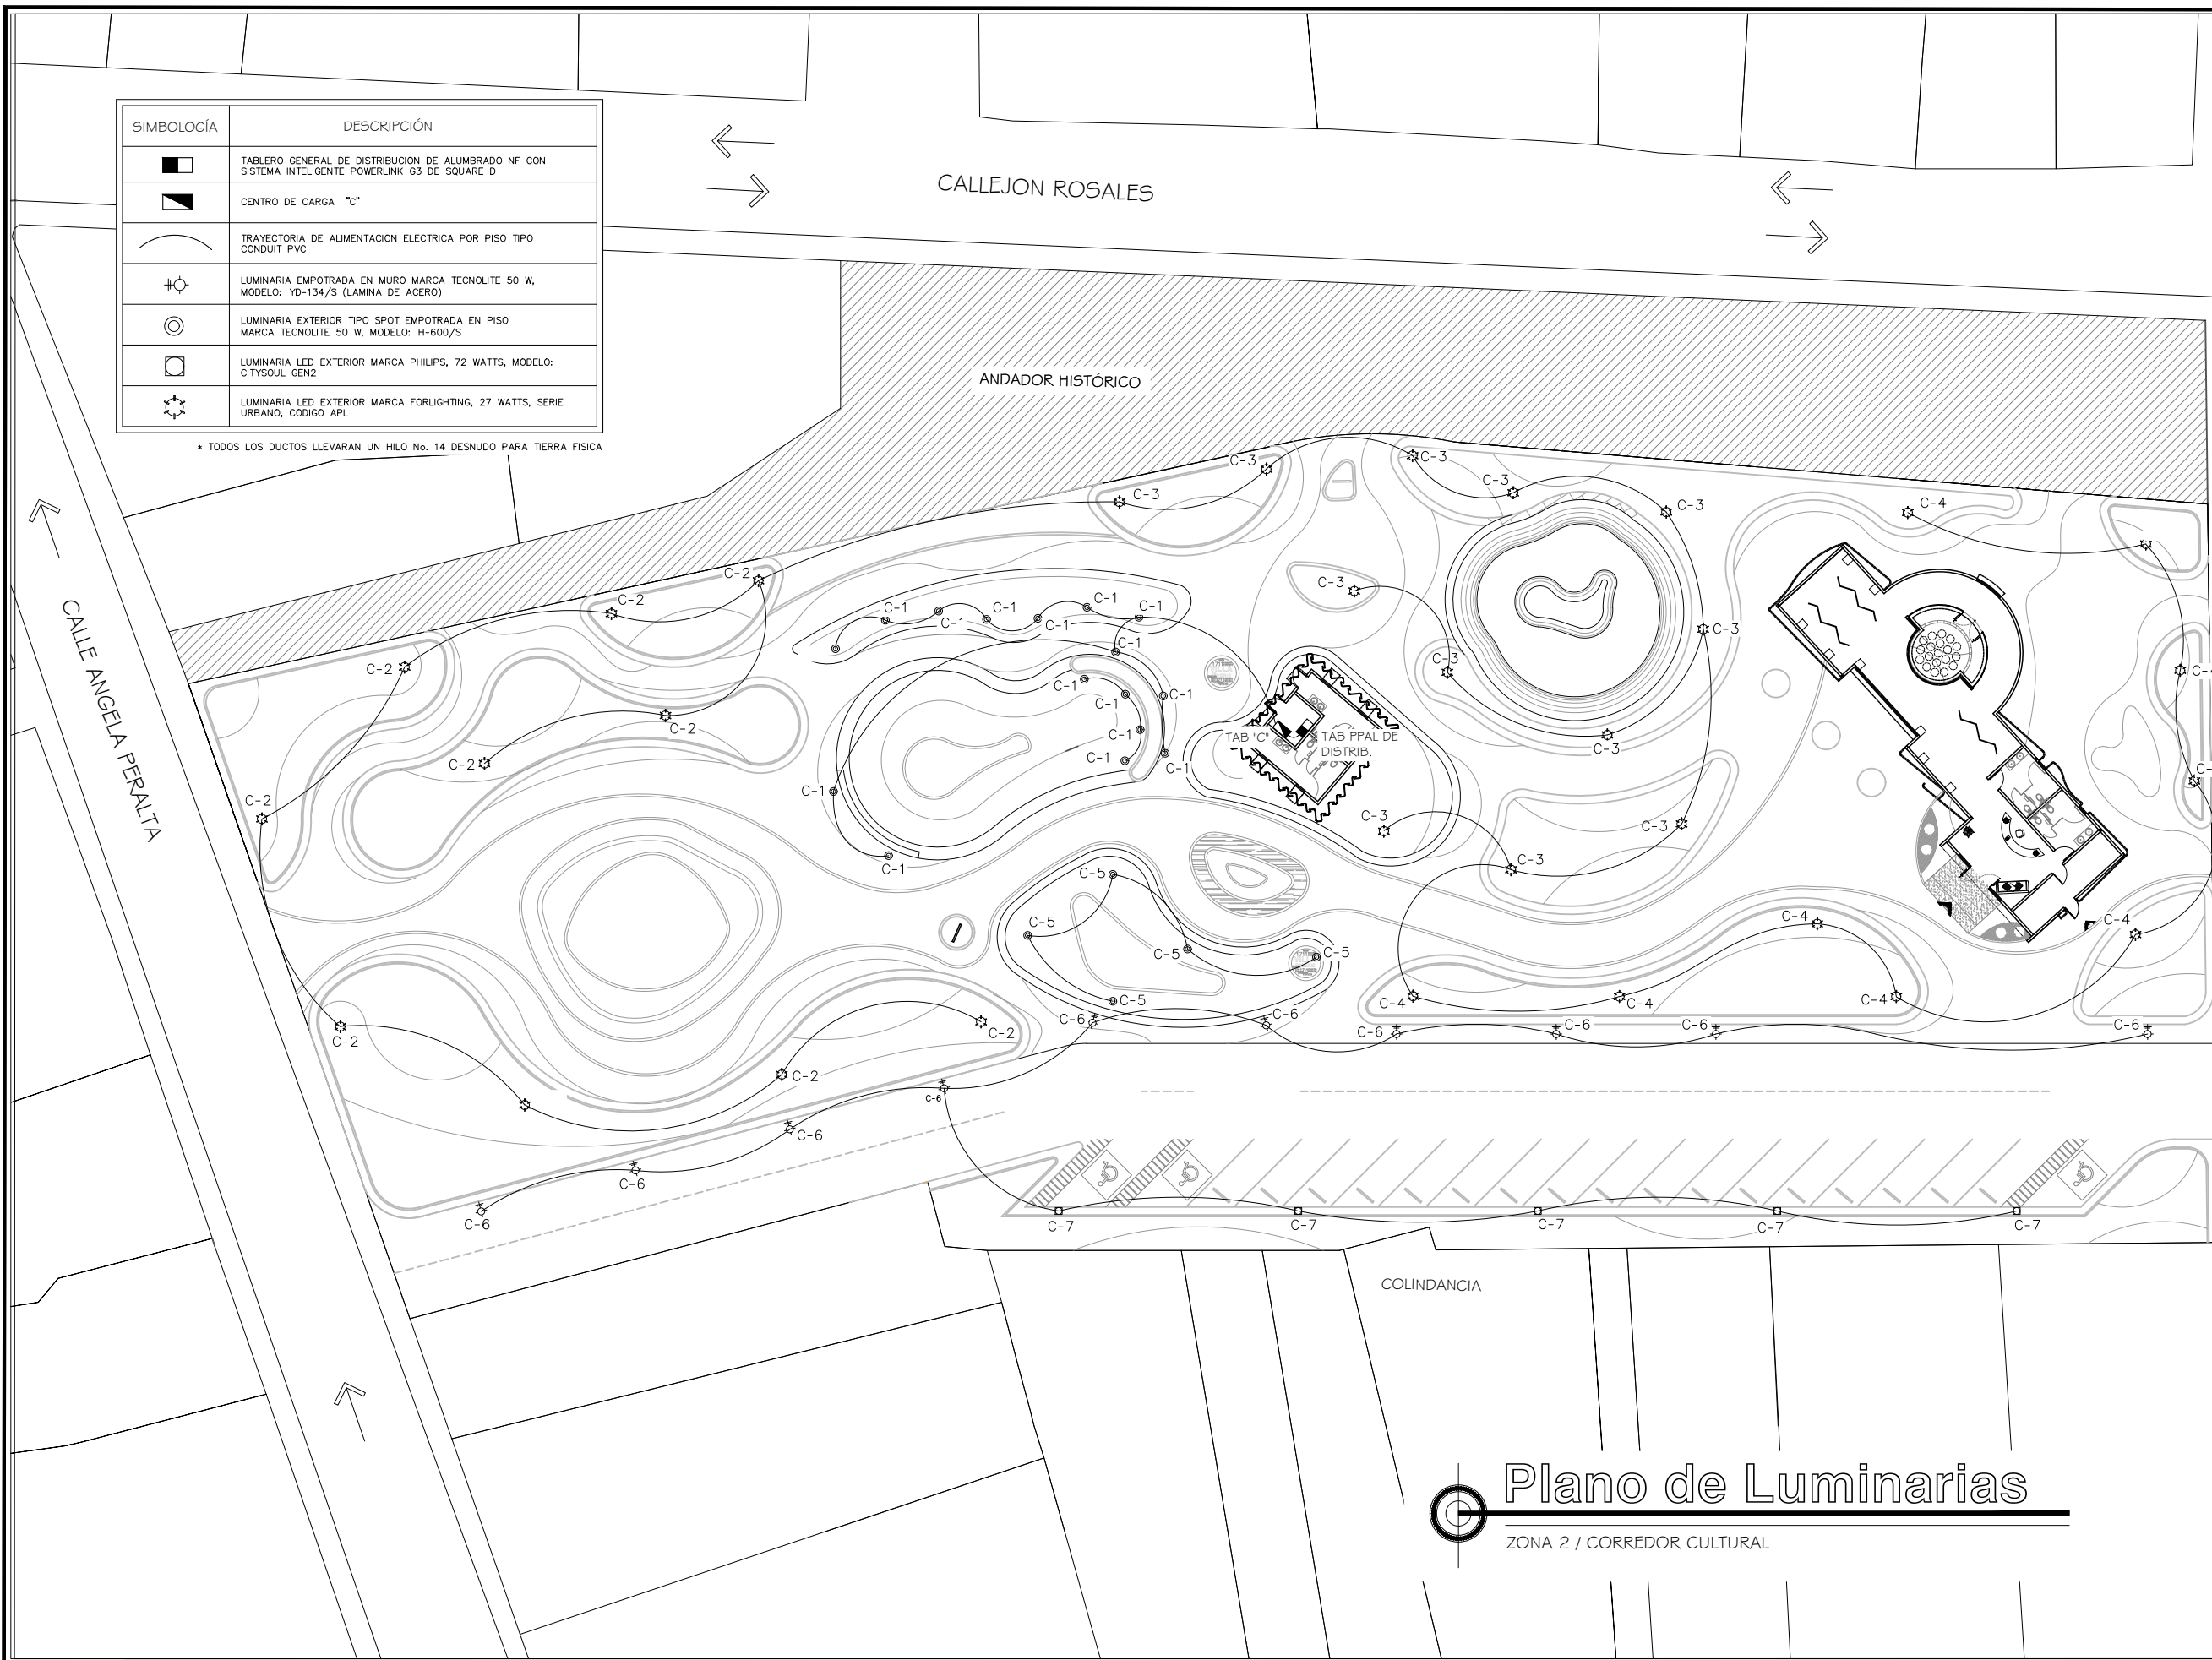 SIMBOLOGÍA
DESCRIPCIÓN
TABLERO GENERAL DE DISTRIBUCION DE ALUMBRADO NF CON
SISTEMA INTELIGENTE POWERLINK G3 DE SQUARE D
CENTRO DE CARGA "C"
TRAYECTORIA DE ALIMENTACION ELECTRICA POR PISO TIPO
CONDUIT PVC
LUMINARIA EMPOTRADA EN MURO MARCA TECNOLITE 50 W,
MODELO: YD-134/S (LAMINA DE ACERO)
LUMINARIA EXTERIOR TIPO SPOT EMPOTRADA EN PISO
MARCA TECNOLITE 50 W, MODELO: H-600/S
LUMINARIA LED EXTERIOR MARCA PHILIPS, 72 WATTS, MODELO:
CITYSOUL GEN2
LUMINARIA LED EXTERIOR MARCA FORLIGHTING, 27 WATTS, SERIE
URBANO, CODIGO APL
* TODOS LOS DUCTOS LLEVARAN UN HILO No. 14 DESNUDO PARA TIERRA FISICA
CALLEJON ROSALES
ANDADOR HISTÓRICO
CALLE ANGELA PERALTA
C-3
C-3
C-3
C-3
C-3
C-4
C-2
C-2
C-3
C-1
C-1
C-1
C-1
C-1
C-1
C-1
C-3
C-2
C-3
C-4
C-1
C-1
C-1
C-2
C-1
TAB "C"
TAB PPAL DE
DISTRIB.
C-3
C-2
C-1
C-1
C-1
C-2
C-3
C-3
C-1
C-3
C-5
C-5
C-4
C-4
C-5
C-5
C-5
C-4
C-4
C-4
C-2
C-2
C-6
C-6
C-6
C-6
C-6
C-6
C-2
C-6
C-6
C-6
C-6
C-7
C-7
C-7
C-7
C-7
COLINDANCIA
Plano de Luminarias
ZONA 2 / CORREDOR CULTURAL